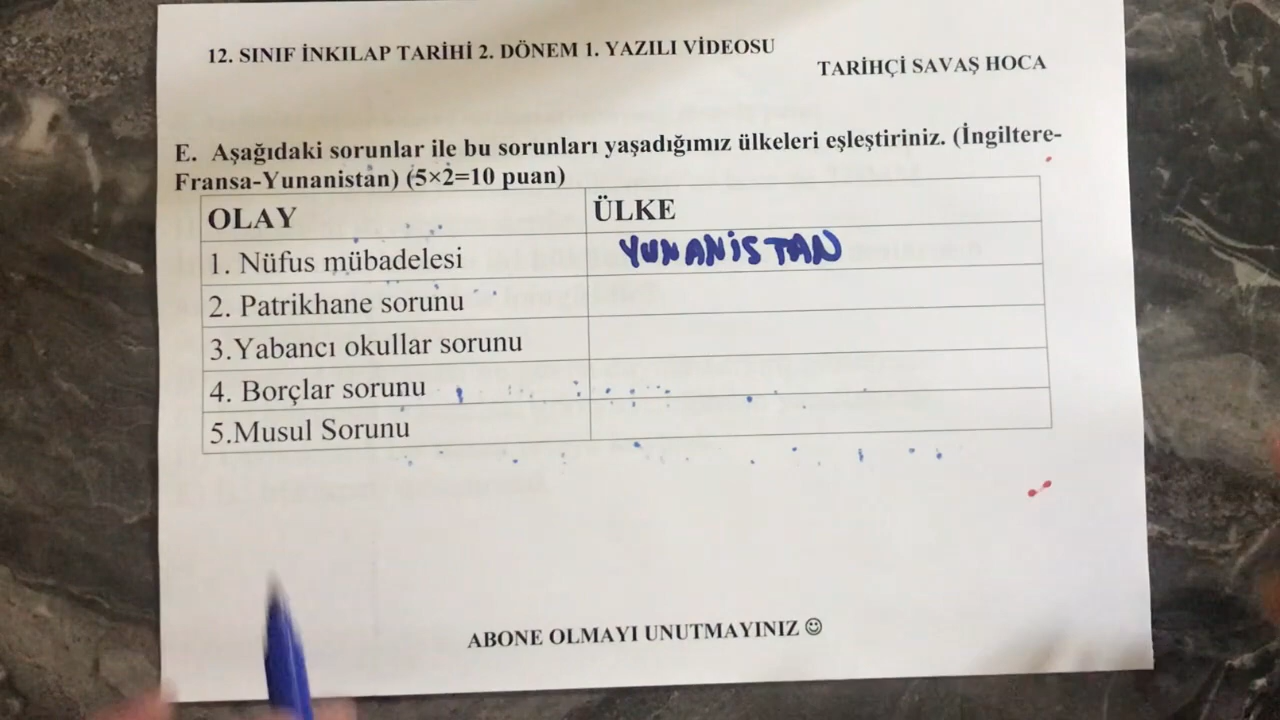 12. SINIF İNKILAP TARİHİ 2. DÖNEM 1. YAZILI VİDEOSU
TARİHÇİ SAVAŞ HOCA
E. Aşağıdaki sorunlar ile bu sorunları yaşadığımız ülkeleri eşleştiriniz. (İngiltere-
Fransa-Yunanistan) (5×2=10 puan)
OLAY ÜLKE
1. Nüfus mübadelesi YUNANİSTAN
2. Patrikhane sorunu
3.Yabancı okullar sorunu
4. Borçlar sorunu
5.Musul Sorunu
ABONE OLMAYI UNUTMAYINIZ ☺